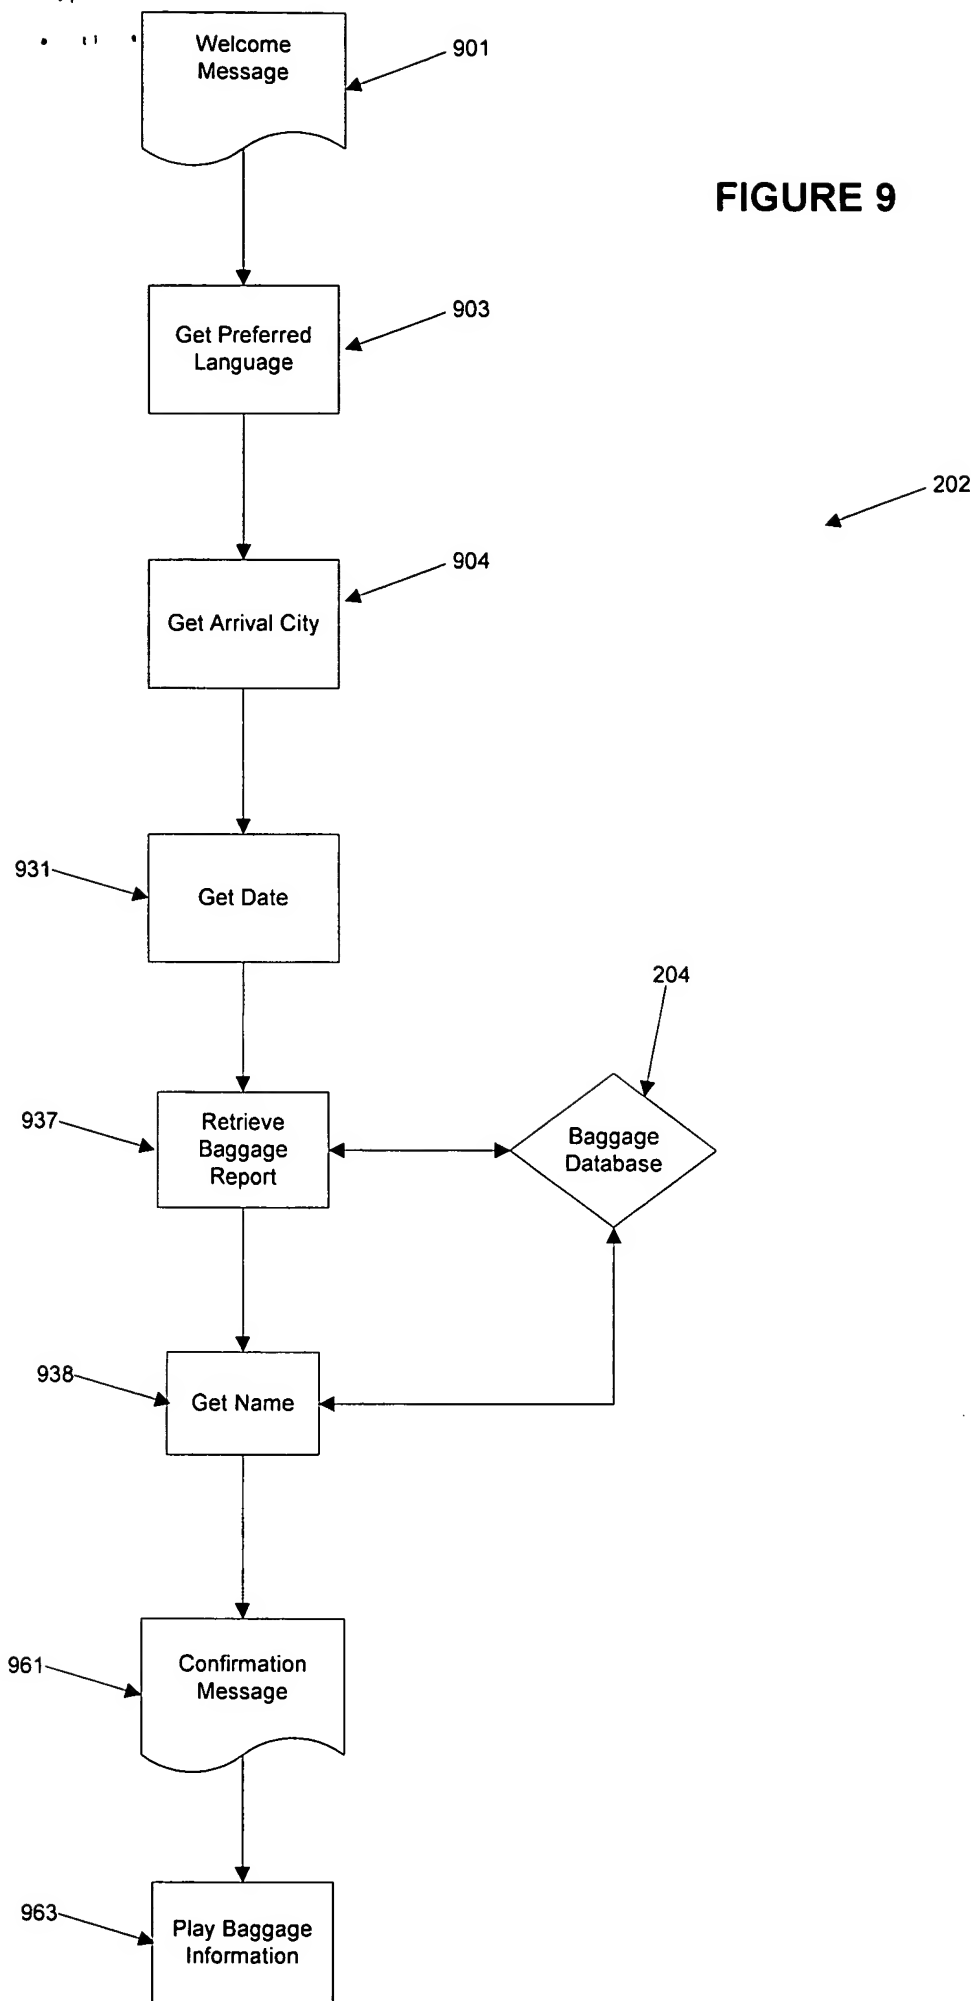 Welcome
Message
901
FIGURE 9
Get Preferred
Language
903
202
Get Arrival City
904
931
Get Date
204
937
Retrieve
Baggage
Report
Baggage
Database
938
Get Name
961
Confirmation
Message
963
Play Baggage
Information